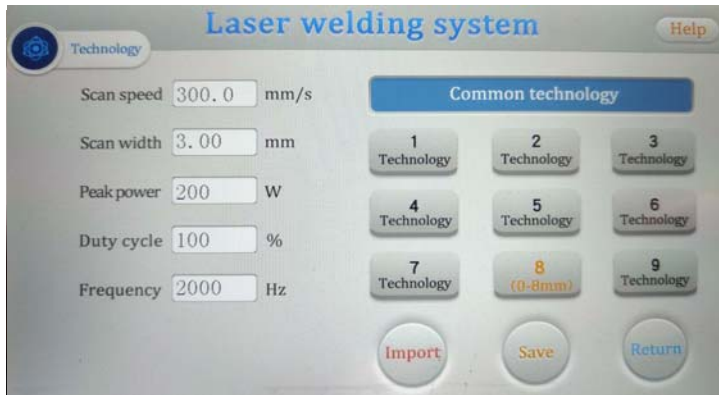 Laser welding system
Help
Technology
Scan speed 300.0 mm/s
Scan width 3.00 mm
Peak power 200 W
Duty cycle 100 %
Frequency 2000 Hz
Common technology
1
Technology
2
Technology
3
Technology
4
Technology
5
Technology
6
Technology
7
Technology
8
(0-8mm)
9
Technology
Import
Save
Return